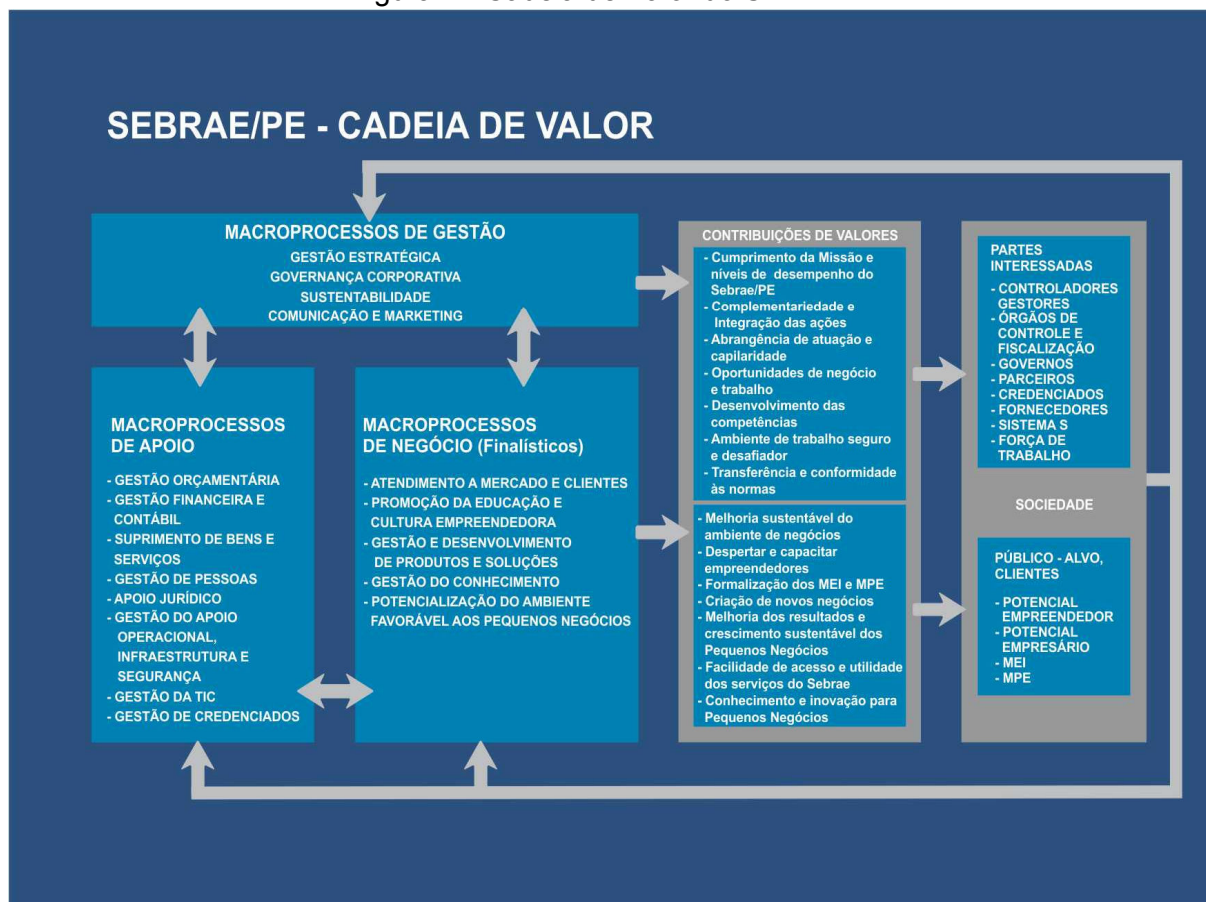 SEBRAE/PE - CADEIA DE VALOR
MACROPROCESSOS DE GESTÃO
GESTÃO ESTRATÉGICA
GOVERNANÇA CORPORATIVA
SUSTENTABILIDADE
COMUNICAÇÃO E MARKETING
MACROPROCESSOS
DE APOIO
- GESTÃO ORÇAMENTÁRIA
- GESTÃO FINANCEIRA E
CONTÁBIL
- SUPRIMENTO DE BENS E
SERVIÇOS
- GESTÃO DE PESSOAS
- APOIO JURÍDICO
- GESTÃO DO APOIO
OPERACIONAL,
INFRAESTRUTURA E
SEGURANÇA
- GESTÃO DA TIC
- GESTÃO DE CREDENCIADOS
MACROPROCESSOS
DE NEGÓCIO (Finalísticos)
- ATENDIMENTO A MERCADO E CLIENTES
- PROMOÇÃO DA EDUCAÇÃO E
CULTURA EMPREENDEDORA
- GESTÃO E DESENVOLVIMENTO
DE PRODUTOS E SOLUÇÕES
- GESTÃO DO CONHECIMENTO
- POTENCIALIZAÇÃO DO AMBIENTE
FAVORÁVEL AOS PEQUENOS NEGÓCIOS
CONTRIBUIÇÕES DE VALORES
- Cumprimento da Missão e
níveis de desempenho do
Sebrae/PE
- Complementariedade e
Integração das ações
- Abrangência de atuação e
capilaridade
- Oportunidades de negócio
e trabalho
- Desenvolvimento das
competências
- Ambiente de trabalho seguro
e desafiador
- Transferência e conformidade
às normas
- Melhoria sustentável do
ambiente de negócios
- Despertar e capacitar
empreendedores
- Formalização dos MEI e MPE
- Criação de novos negócios
- Melhoria dos resultados e
crescimento sustentável dos
Pequenos Negócios
- Facilidade de acesso e utilidade
dos serviços do Sebrae
- Conhecimento e inovação para
Pequenos Negócios
PARTES
INTERESSADAS
- CONTROLADORES
GESTORES
- ÓRGÃOS DE
CONTROLE E
FISCALIZAÇÃO
- GOVERNOS
- PARCEIROS
- CREDENCIADOS
- FORNECEDORES
- SISTEMA S
- FORÇA DE
TRABALHO
SOCIEDADE
PÚBLICO - ALVO,
CLIENTES
- POTENCIAL
EMPREENDEDOR
- POTENCIAL
EMPRESÁRIO
- MEI
- MPE